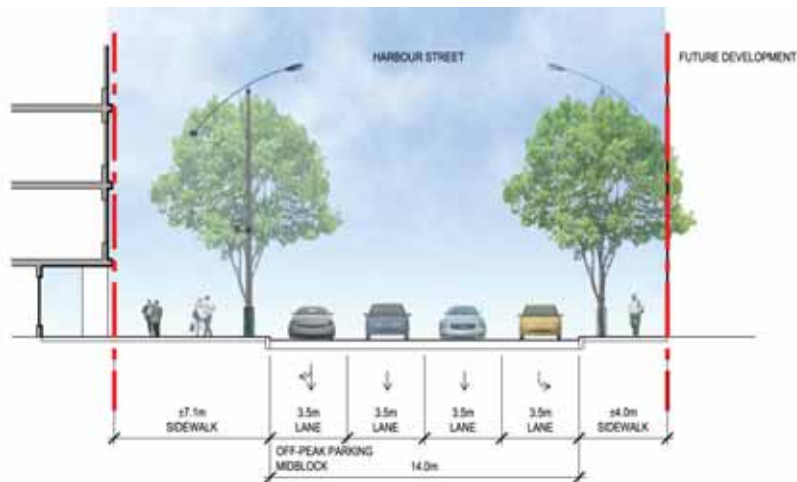 HARBOUR STREET
FUTURE DEVELOPMENT
±7.1m
SIDEWALK
3.5m
LANE
3.5m
LANE
3.5m
LANE
3.5m
LANE
±4.0m
SIDEWALK
OFF-PEAK PARKING
MIDBLOCK
14.0m